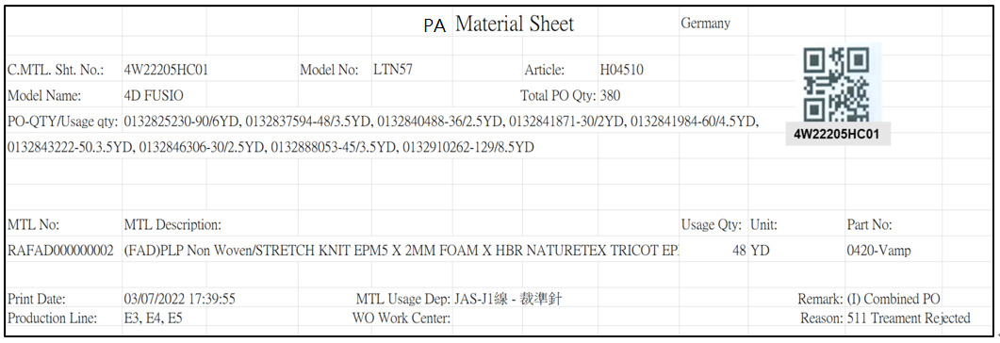 PA Material Sheet Germany
C.MTL. Sht. No.: 4W22205HC01 Model No: LTN57 Article: H04510
Model Name: 4D FUSIO Total PO Qty: 380
PO-QTY/Usage qty: 0132825230-90/6YD, 0132837594-48/3.5YD, 0132840488-36/2.5YD, 0132841871-30/2YD, 0132841984-60/4.5YD,
0132843222-50.3.5YD, 0132846306-30/2.5YD, 0132888053-45/3.5YD, 0132910262-129/8.5YD
4W22205HC01
MTL No: MTL Description: Usage Qty: Unit: Part No:
RAFAD000000002 (FAD)PLP Non Woven/STRETCH KNIT EPM5 X 2MM FOAM X HBR NATURETEX TRICOT EP 48 YD 0420-Vamp
Print Date: 03/07/2022 17:39:55 MTL Usage Dep: JAS-J1線 - 裁準針 Remark: (I) Combined PO
Production Line: E3, E4, E5 WO Work Center: Reason: 511 Treament Rejected